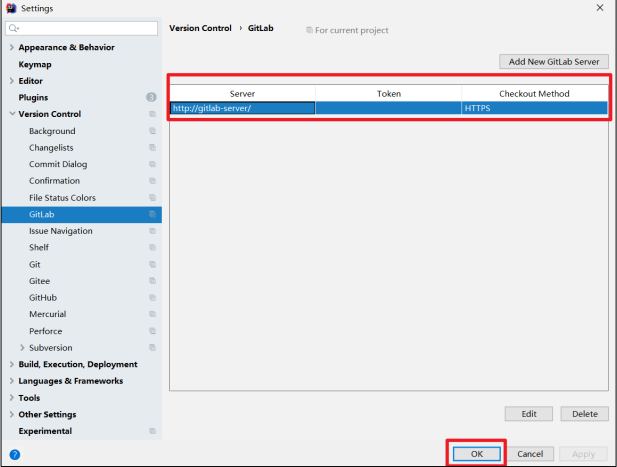 Settings
Appearance & Behavior
Keymap
Editor
Plugins 3
Version Control
Background
Changelists
Commit Dialog
Confirmation
File Status Colors
GitLab
Issue Navigation
Shelf
Git
Gitee
GitHub
Mercurial
Perforce
Subversion
Build, Execution, Deployment
Languages & Frameworks
Tools
Other Settings
Experimental
?
Version Control › GitLab For current project
Add New GitLab Server
Server Token Checkout Method
http://gitlab-server/ HTTPS
Edit Delete
OK Cancel Apply